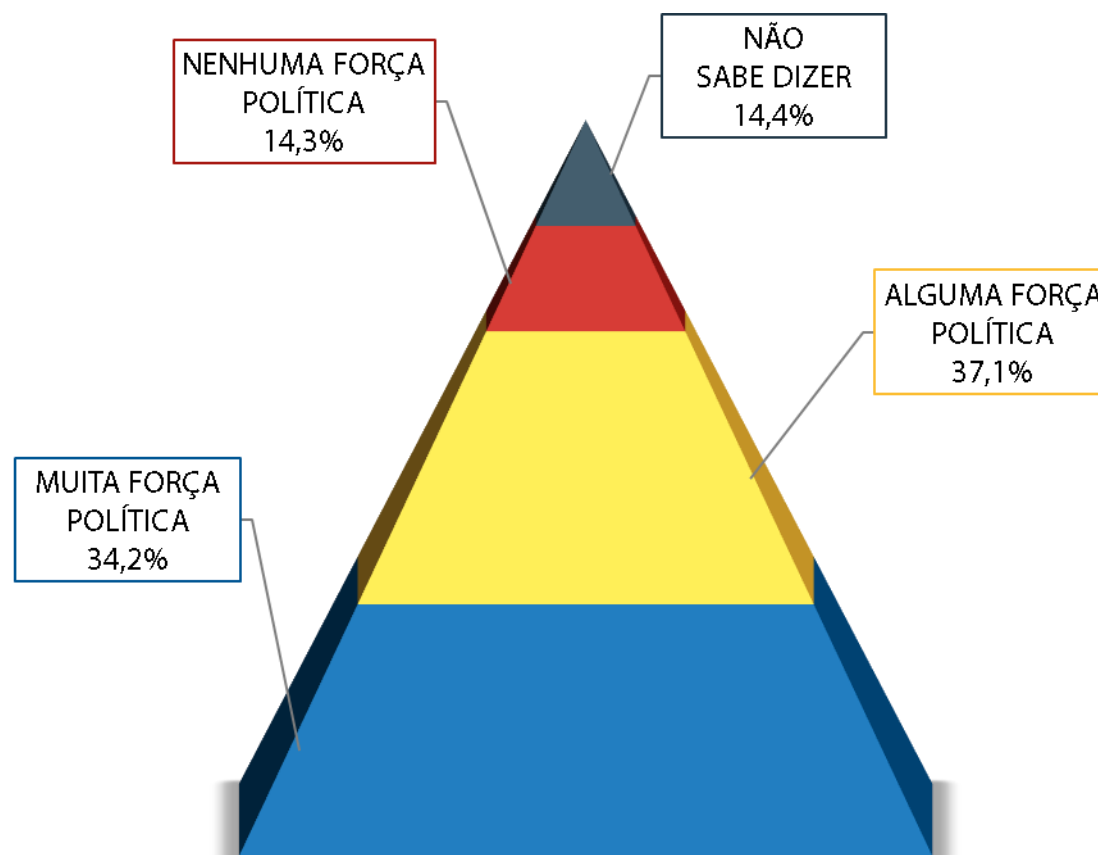 NÃO
SABE DIZER
14,4%
NENHUMA FORÇA
POLÍTICA
14,3%
ALGUMA FORÇA
POLÍTICA
37,1%
MUITA FORÇA
POLÍTICA
34,2%